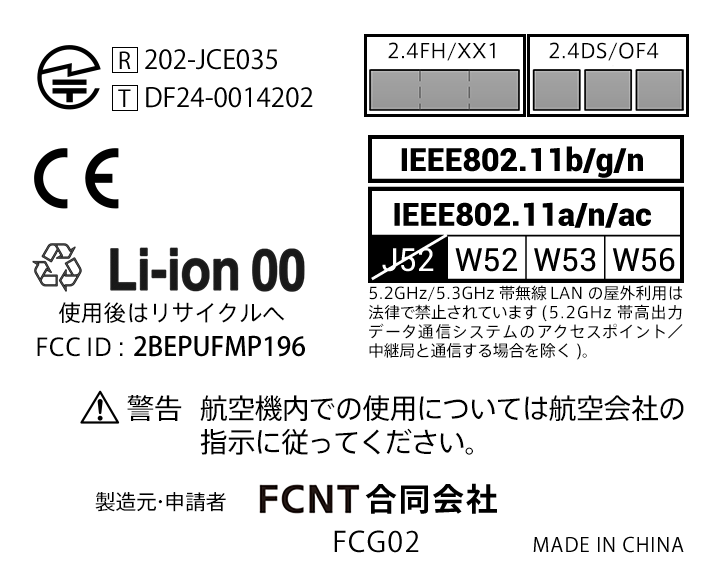 R 202-JCE035
T DF24-0014202
2.4FH/XX1
2.4DS/OF4
CE
IEEE802.11b/g/n
IEEE802.11a/n/ac
J52 W52 W53 W56
5.2GHz/5.3GHz 帯無線 LAN の屋外利用は
法律で禁止されています (5.2GHz 帯高出力
データ通信システムのアクセスポイント／
中継局と通信する場合を除く)。
Li-ion 00
使用後はリサイクルへ
FCC ID : 2BEPUFMP196
警告 航空機内での使用については航空会社の
指示に従ってください。
製造元・申請者 FCNT 合同会社
FCG02
MADE IN CHINA